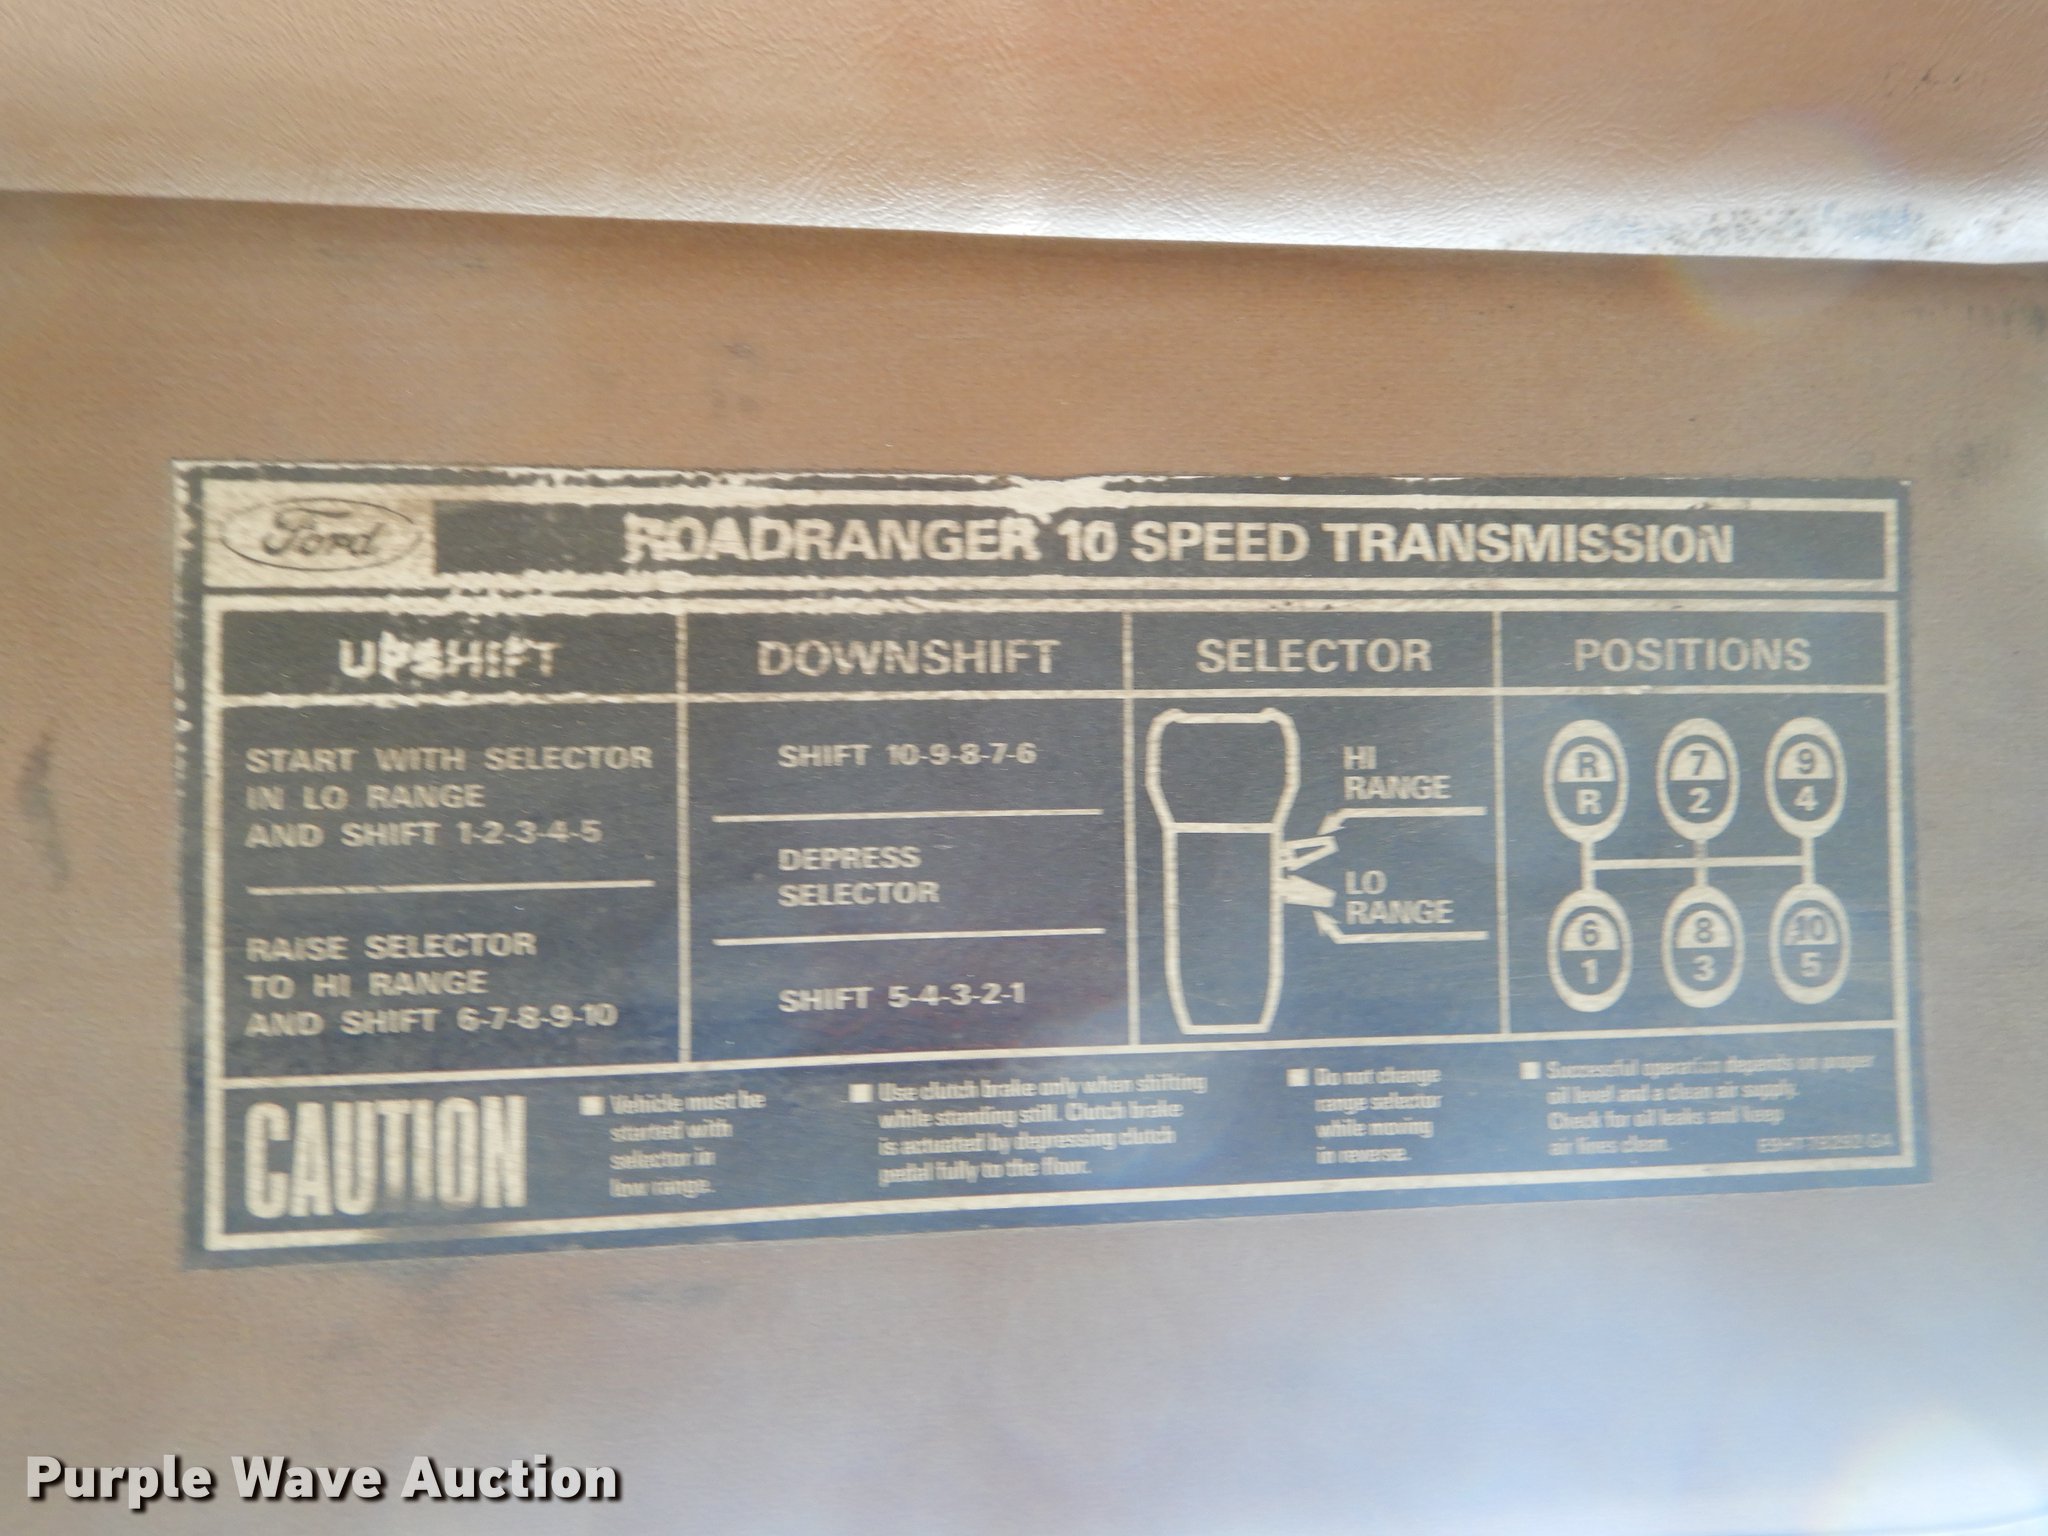 Ford
ROADRANGER 10 SPEED TRANSMISSION
UPSHIFT
START WITH SELECTOR
IN LO RANGE
AND SHIFT 1-2-3-4-5
RAISE SELECTOR
TO HI RANGE
AND SHIFT 6-7-8-9-10
DOWNSHIFT
SHIFT 10-9-8-7-6
DEPRESS
SELECTOR
SHIFT 5-4-3-2-1
SELECTOR
HI
RANGE
LO
RANGE
POSITIONS
R 7 9
R 2 4
6 8 10
1 3 5
CAUTION
■ Vehicle must be
started with
selector in
low range.
■ Use clutch brake only when shifting
while standing still. Clutch brake
is actuated by depressing clutch
pedal fully to the floor.
■ Do not change
range selector
while moving
in reverse.
■ Successful operation depends on proper
oil level and a clean air supply.
Check for oil leaks and keep
air lines clean.
Purple Wave Auction